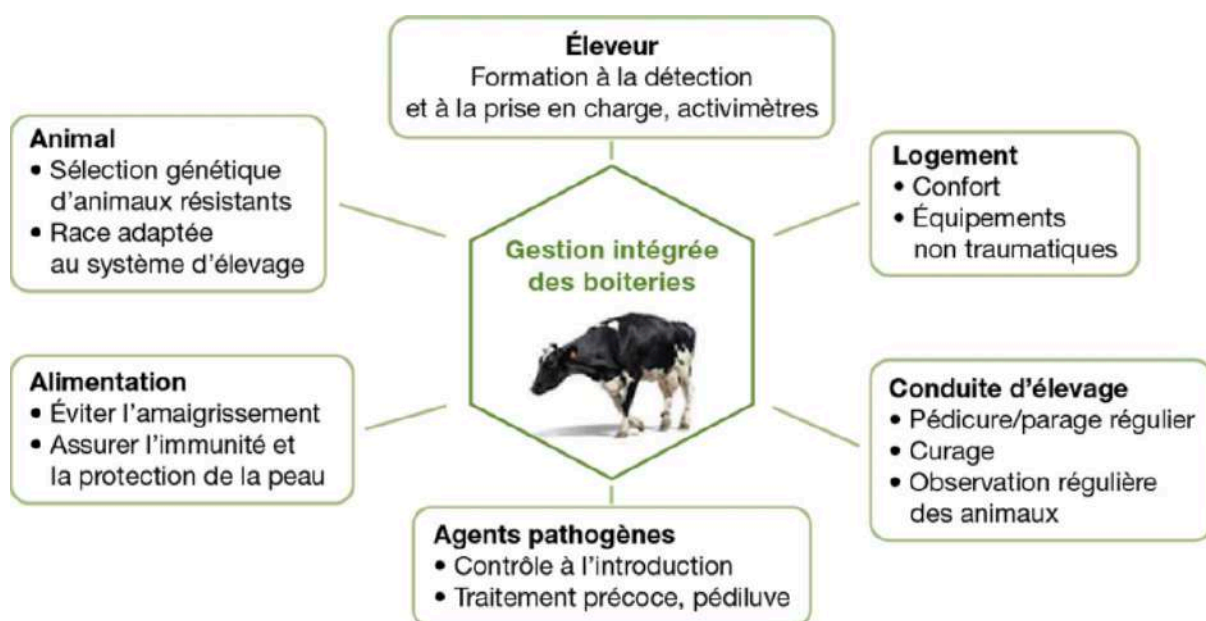 Éleveur
Formation à la détection
et à la prise en charge, activimètres
Animal
• Sélection génétique
d'animaux résistants
• Race adaptée
au système d'élevage
Logement
• Confort
• Équipements
non traumatiques
Gestion intégrée
des boiteries
Alimentation
• Éviter l'amaigrissement
• Assurer l'immunité et
la protection de la peau
Conduite d'élevage
• Pédicure/parage régulier
• Curage
• Observation régulière
des animaux
Agents pathogènes
• Contrôle à l'introduction
• Traitement précoce, pédiluve